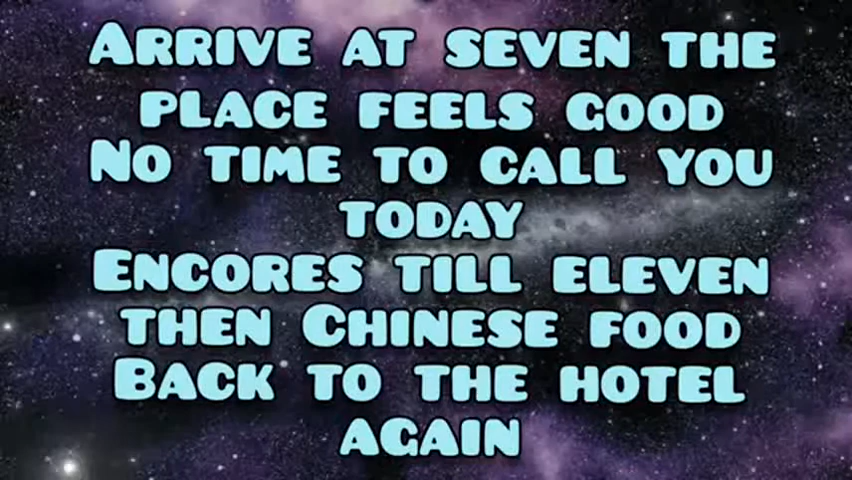 Arrive at seven the
place feels good
No time to call you
today
Encores till eleven
then Chinese food
Back to the hotel
again